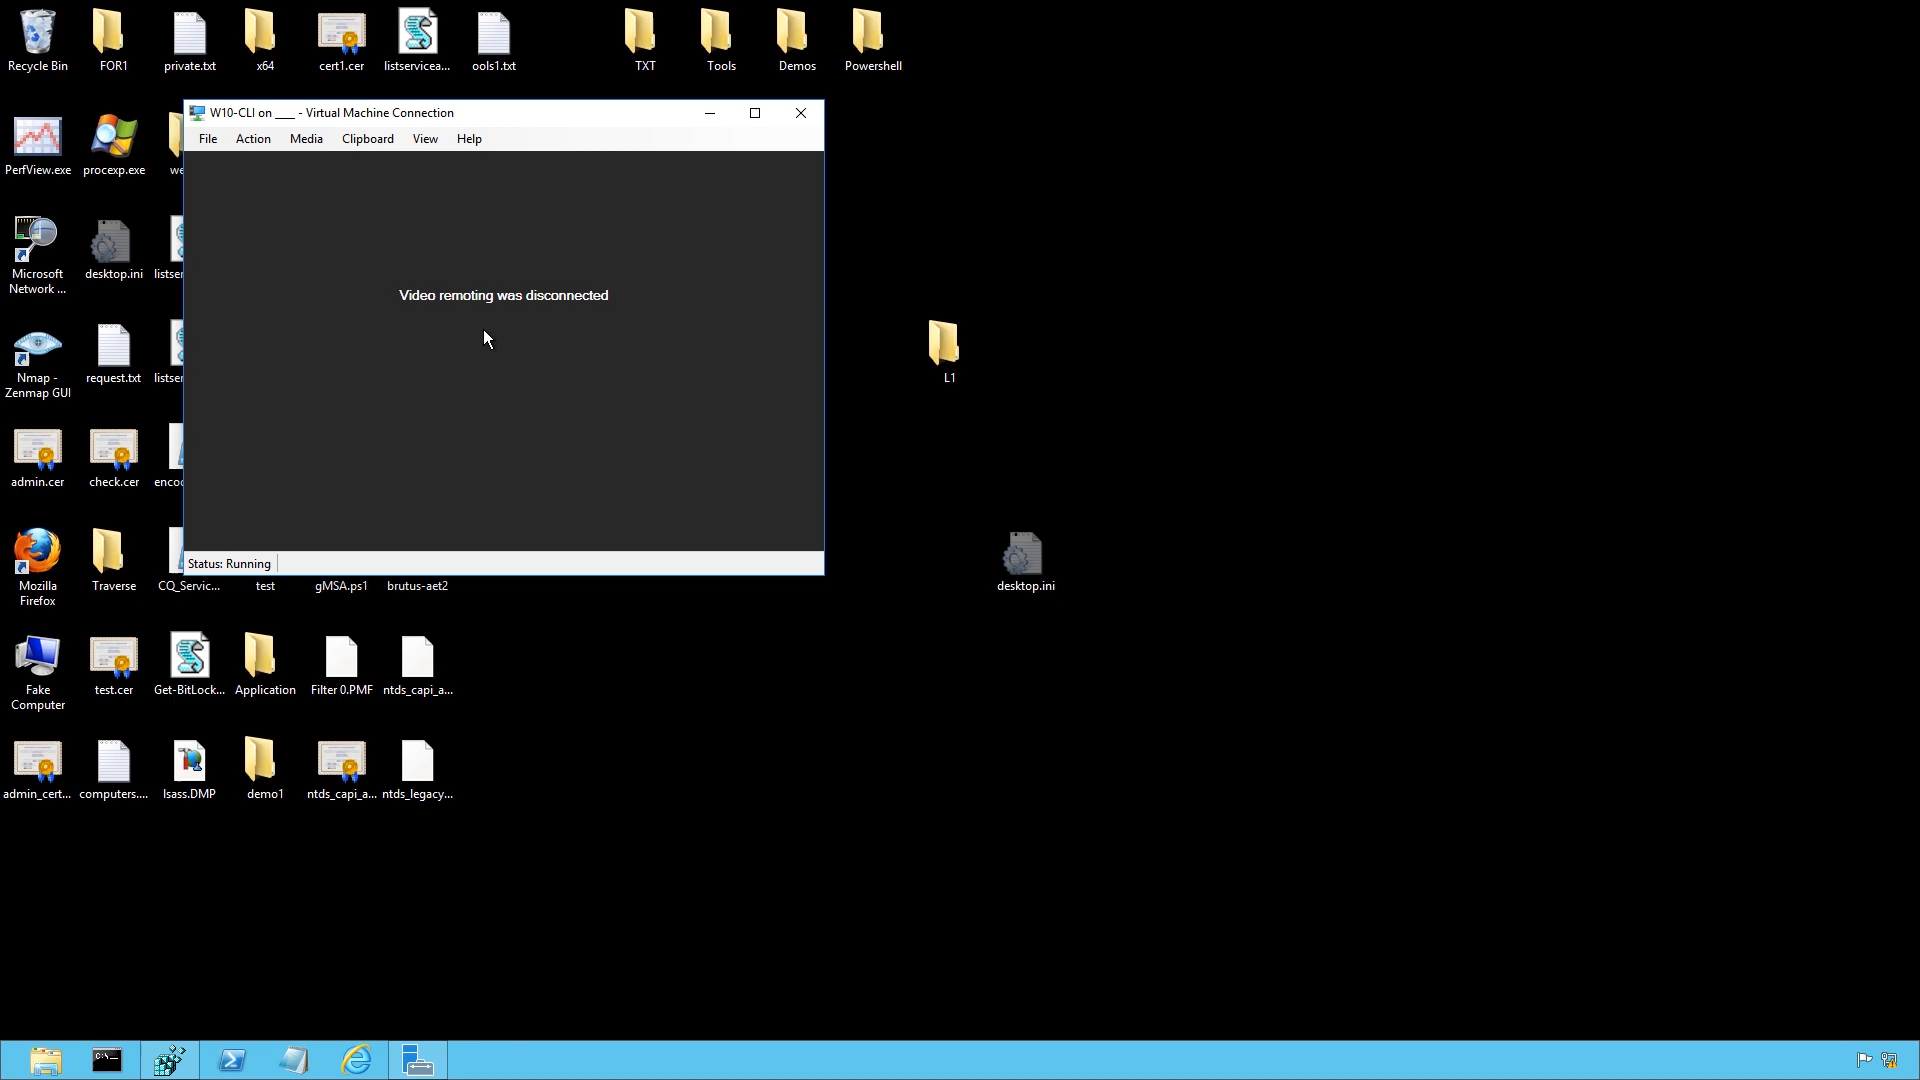 Recycle Bin
FOR1
private.txt
x64
cert1.cer
listservicea...
ools1.txt
TXT
Tools
Demos
Powershell
W10-CLI on ___ - Virtual Machine Connection
File Action Media Clipboard View Help
PerfView.exe
procexp.exe
we
Video remoting was disconnected
Microsoft
Network ...
desktop.ini
listser
Nmap -
Zenmap GUI
request.txt
listser
L1
admin.cer
check.cer
enco
Status: Running
Mozilla
Firefox
Traverse
CQ_Servic...
test
gMSA.ps1
brutus-aet2
desktop.ini
Fake
Computer
test.cer
Get-BitLock...
Application
Filter 0.PMF
ntds_capi_a...
admin_cert...
computers....
lsass.DMP
demo1
ntds_capi_a...
ntds_legacy...